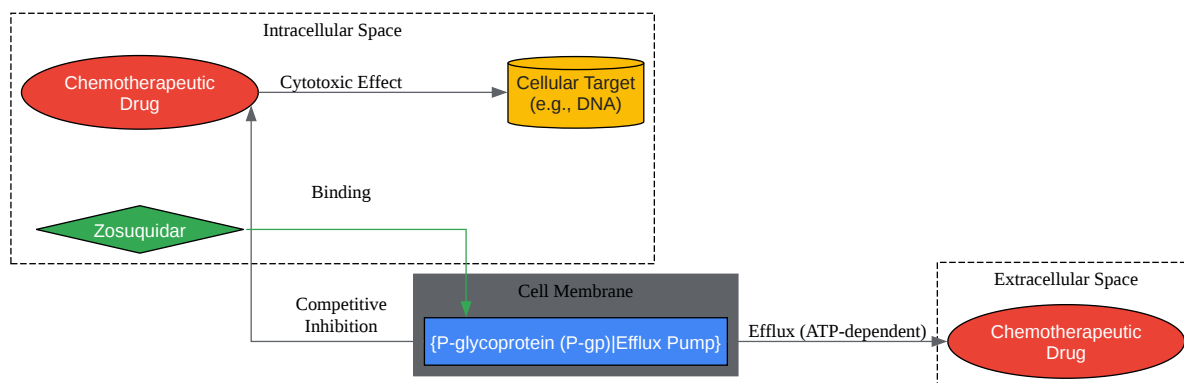 Intracellular Space
Chemotherapeutic
Drug
Cytotoxic Effect
Cellular Target
(e.g., DNA)
Binding
Zosuquidar
Competitive
Inhibition
Cell Membrane
{P-glycoprotein (P-gp)|Efflux Pump}
Efflux (ATP-dependent)
Extracellular Space
Chemotherapeutic
Drug